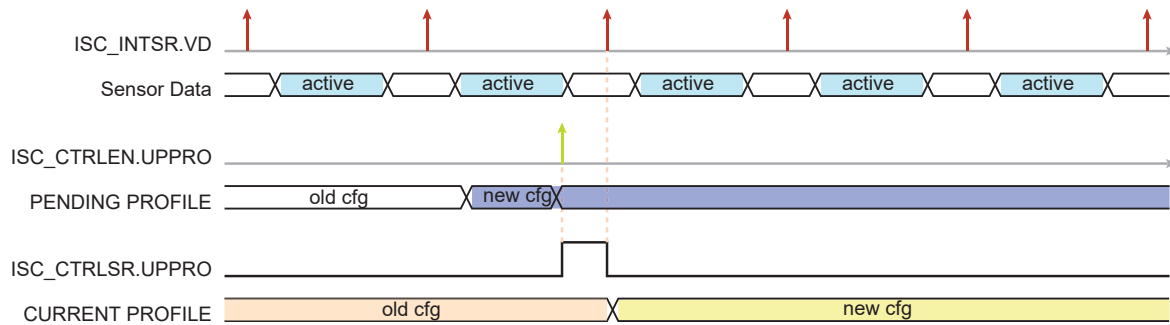 ISC_INTSR.VD
Sensor Data active active active active active
ISC_CTRLEN.UPPRO
PENDING PROFILE old cfg new cfg
ISC_CTRLSR.UPPRO
CURRENT PROFILE old cfg new cfg